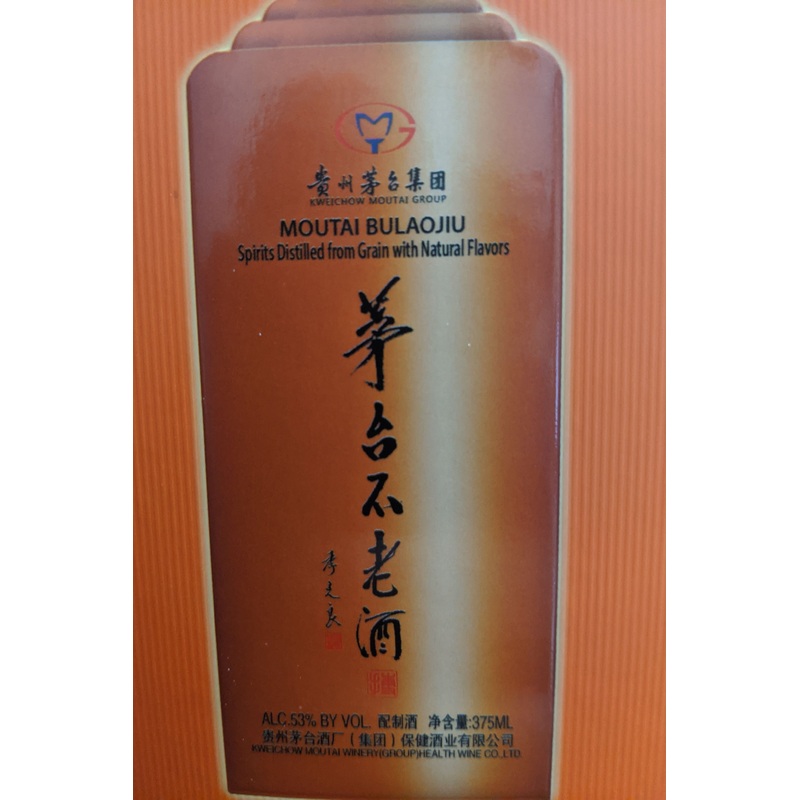 贵州茅台集团
KWEICHOW MOUTAI GROUP
MOUTAI BULAOJIU
Spirits Distilled from Grain with Natural Flavors
茅台不老酒
季克良
ALC.53% BY VOL. 配制酒 净含量:375ML
贵州茅台酒厂(集团)保健酒业有限公司
KWEICHOW MOUTAI WINERY(GROUP)HEALTH WINE CO.,LTD.